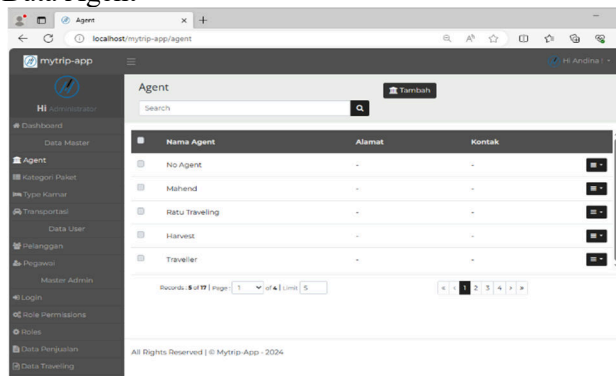 Data Agent
Agent
localhost/mytrip-app/agent
mytrip-app
Hi Andina !
Hi Administrator
Dashboard
Data Master
Agent
Kategori Paket
Type Kamar
Transportasi
Data User
Pelanggan
Pegawai
Master Admin
Login
Role Permissions
Roles
Data Penjualan
Data Traveling
Agent
Tambah
Search
Nama Agent Alamat Kontak
No Agent - -
Mahend - -
Ratu Traveling - -
Harvest - -
Traveller - -
Records : 5 of 17 | Page : 1 of 4 | Limit 5
« ‹ 1 2 3 4 › »
All Rights Reserved | © Mytrip-App - 2024